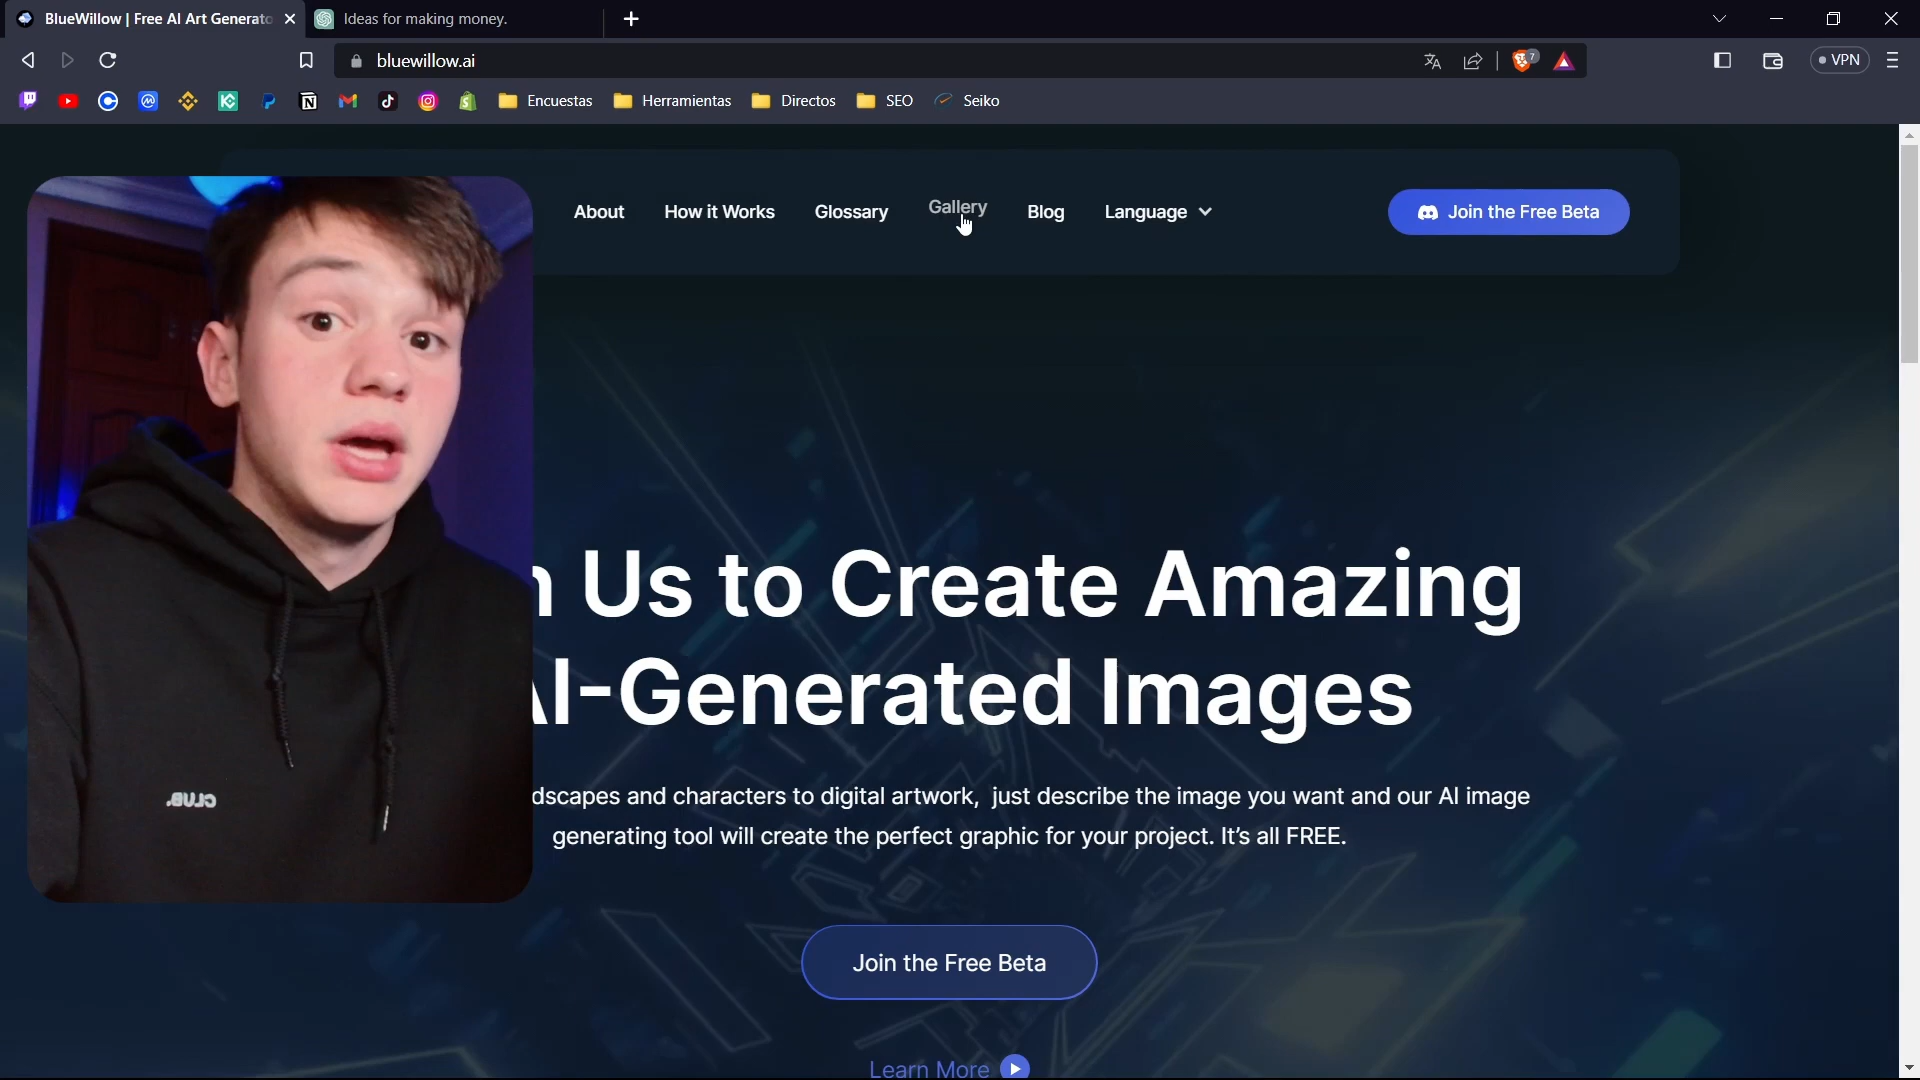 BlueWillow | Free AI Art Generato
Ideas for making money.
bluewillow.ai
7
VPN
Encuestas
Herramientas
Directos
SEO
Seiko
About
How it Works
Glossary
Gallery
Blog
Language
Join the Free Beta
n Us to Create Amazing
AI-Generated Images
dscapes and characters to digital artwork, just describe the image you want and our AI image
generating tool will create the perfect graphic for your project. It's all FREE.
CLUB.
Join the Free Beta
Learn More